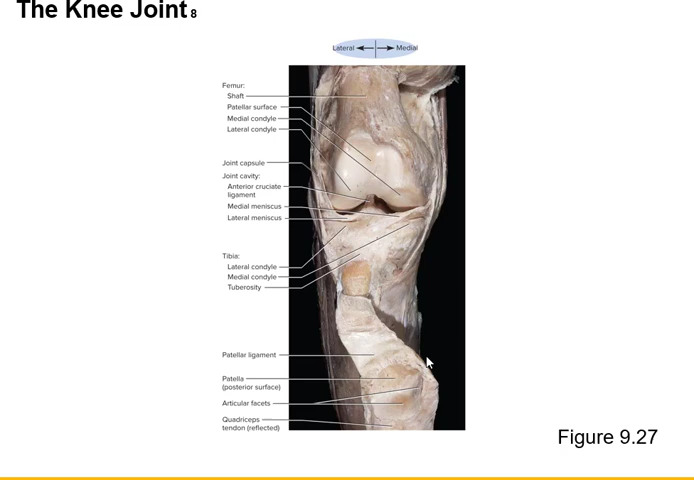 The Knee Joint 8
Lateral Medial
Femur:
Shaft
Patellar surface
Medial condyle
Lateral condyle
Joint capsule
Joint cavity:
Anterior cruciate
ligament
Medial meniscus
Lateral meniscus
Tibia:
Lateral condyle
Medial condyle
Tuberosity
Patellar ligament
Patella
(posterior surface)
Articular facets
Quadriceps
tendon (reflected)
Figure 9.27